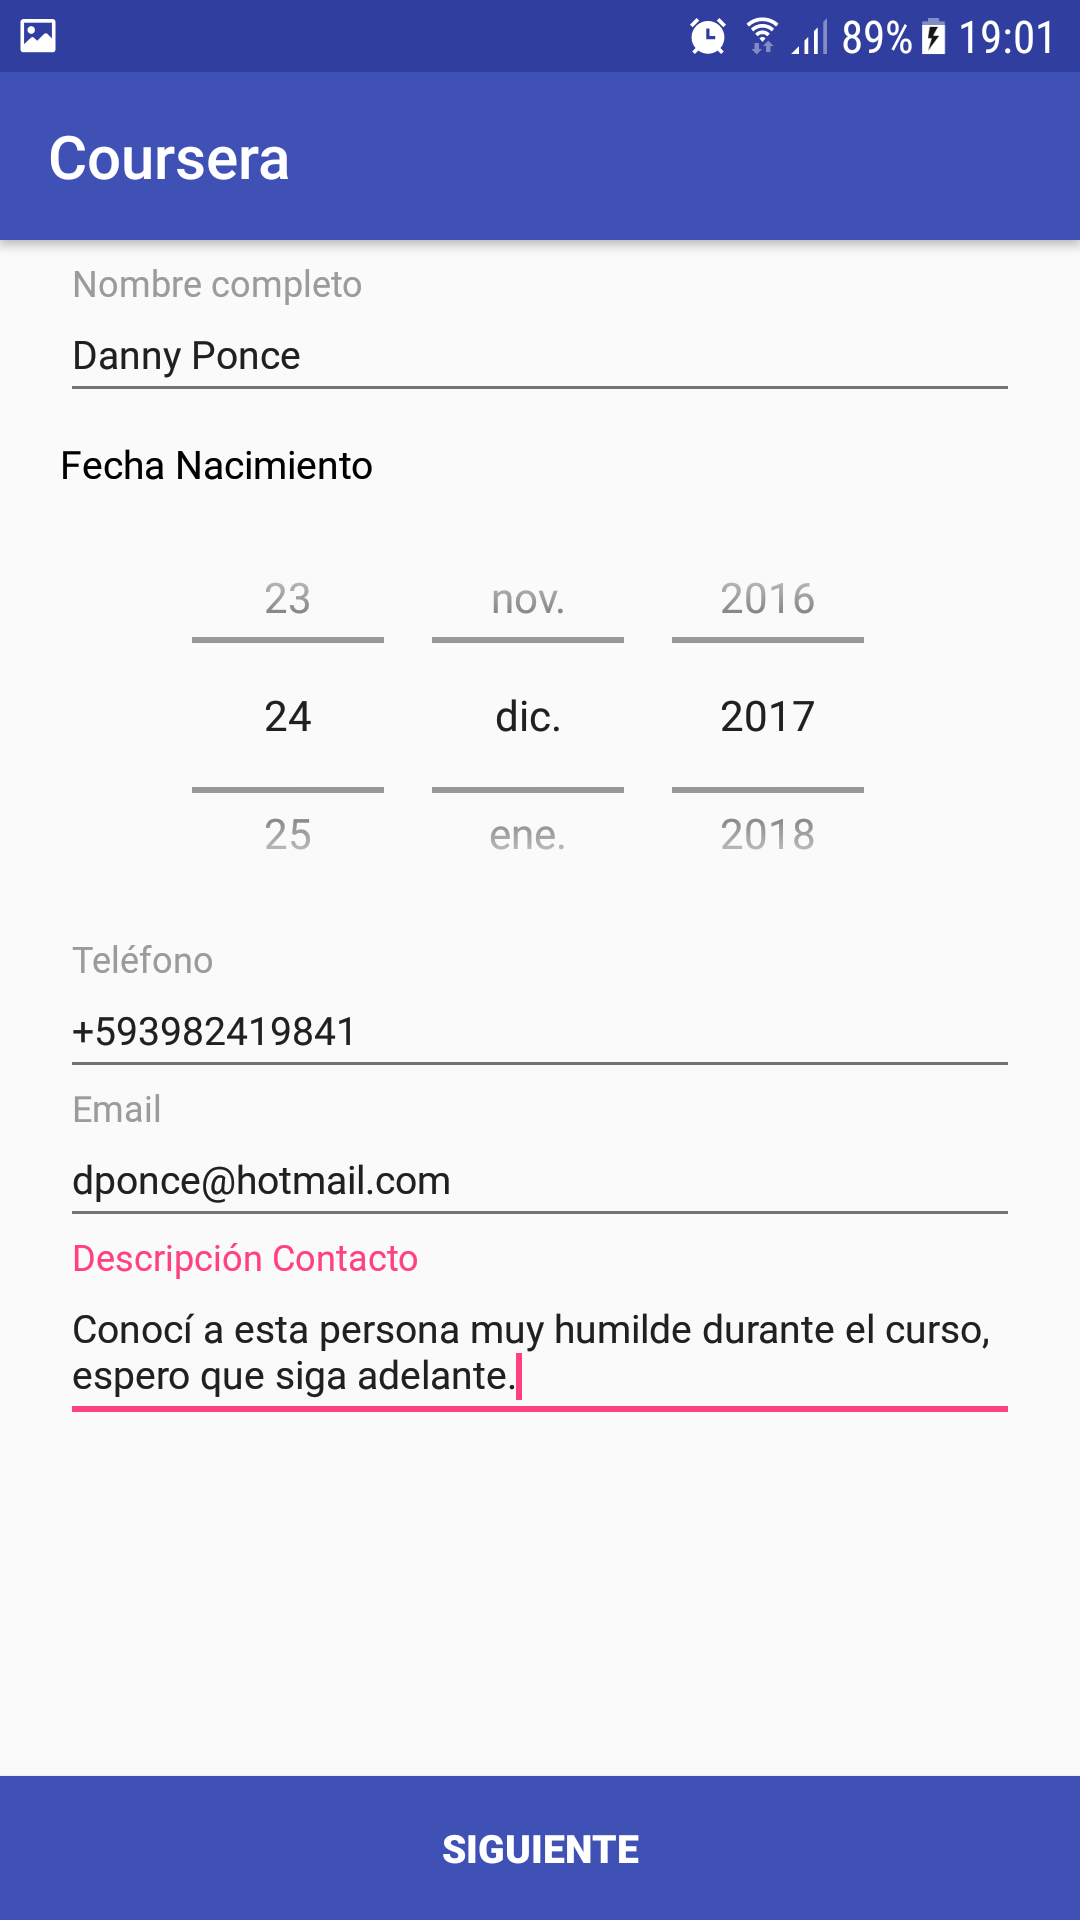 89% 19:01
Coursera
Nombre completo
Danny Ponce
Fecha Nacimiento
23 nov. 2016
24 dic. 2017
25 ene. 2018
Teléfono
+593982419841
Email
dponce@hotmail.com
Descripción Contacto
Conocí a esta persona muy humilde durante el curso,
espero que siga adelante.
SIGUIENTE